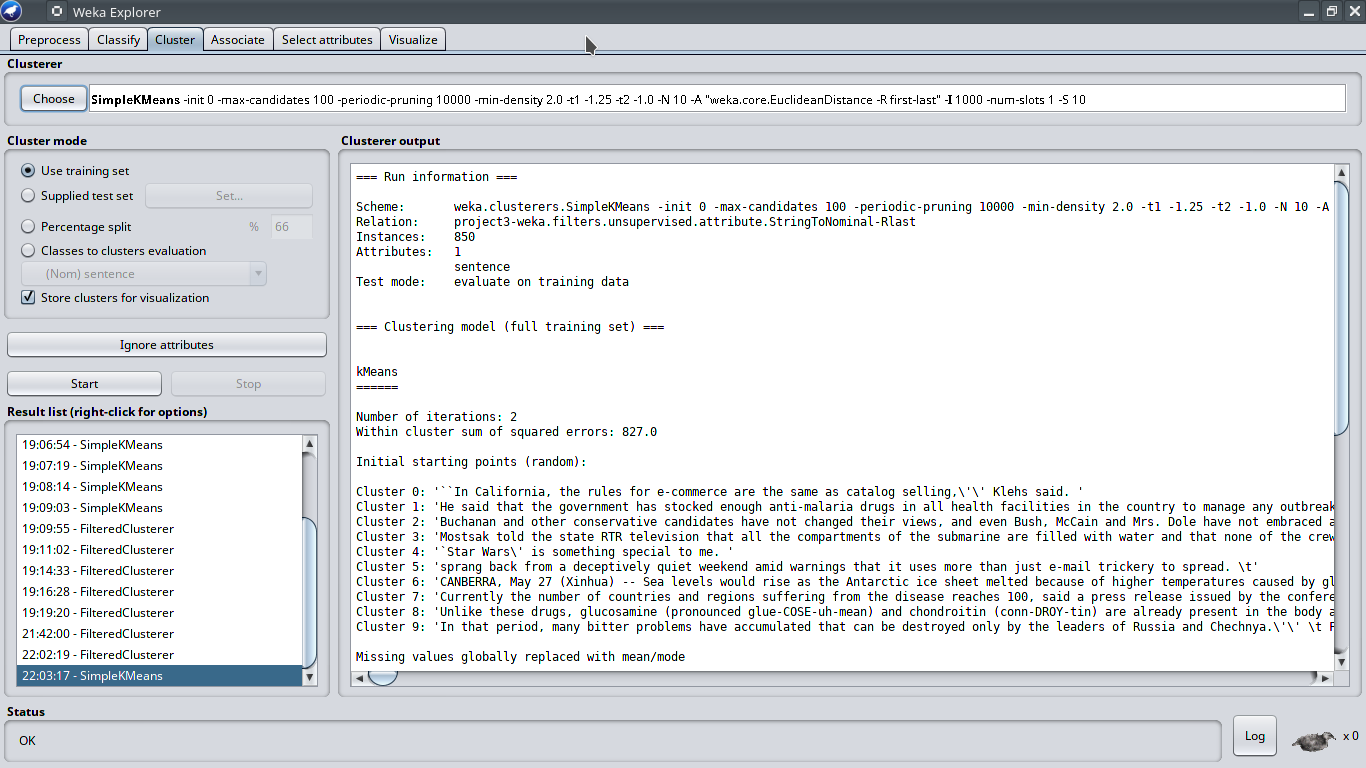 Weka Explorer
Preprocess Classify Cluster Associate Select attributes Visualize
Clusterer
Choose SimpleKMeans -init 0 -max-candidates 100 -periodic-pruning 10000 -min-density 2.0 -t1 -1.25 -t2 -1.0 -N 10 -A "weka.core.EuclideanDistance -R first-last" -I 1000 -num-slots 1 -S 10
Cluster mode
Use training set
Supplied test set Set...
Percentage split % 66
Classes to clusters evaluation
(Nom) sentence
Store clusters for visualization
Ignore attributes
Start Stop
Result list (right-click for options)
19:06:54 - SimpleKMeans
19:07:19 - SimpleKMeans
19:08:14 - SimpleKMeans
19:09:03 - SimpleKMeans
19:09:55 - FilteredClusterer
19:11:02 - FilteredClusterer
19:14:33 - FilteredClusterer
19:16:28 - FilteredClusterer
19:19:20 - FilteredClusterer
21:42:00 - FilteredClusterer
22:02:19 - FilteredClusterer
22:03:17 - SimpleKMeans
Clusterer output
=== Run information ===
Scheme: weka.clusterers.SimpleKMeans -init 0 -max-candidates 100 -periodic-pruning 10000 -min-density 2.0 -t1 -1.25 -t2 -1.0 -N 10 -A
Relation: project3-weka.filters.unsupervised.attribute.StringToNominal-Rlast
Instances: 850
Attributes: 1
sentence
Test mode: evaluate on training data
=== Clustering model (full training set) ===
kMeans
======
Number of iterations: 2
Within cluster sum of squared errors: 827.0
Initial starting points (random):
Cluster 0: '``In California, the rules for e-commerce are the same as catalog selling,\'\' Klehs said. '
Cluster 1: 'He said that the government has stocked enough anti-malaria drugs in all health facilities in the country to manage any outbreak
Cluster 2: 'Buchanan and other conservative candidates have not changed their views, and even Bush, McCain and Mrs. Dole have not embraced a
Cluster 3: 'Mostsak told the state RTR television that all the compartments of the submarine are filled with water and that none of the crew
Cluster 4: '`Star Wars\' is something special to me. '
Cluster 5: 'sprang back from a deceptively quiet weekend amid warnings that it uses more than just e-mail trickery to spread. \t'
Cluster 6: 'CANBERRA, May 27 (Xinhua) -- Sea levels would rise as the Antarctic ice sheet melted because of higher temperatures caused by gl
Cluster 7: 'Currently the number of countries and regions suffering from the disease reaches 100, said a press release issued by the confere
Cluster 8: 'Unlike these drugs, glucosamine (pronounced glue-COSE-uh-mean) and chondroitin (conn-DROY-tin) are already present in the body a
Cluster 9: 'In that period, many bitter problems have accumulated that can be destroyed only by the leaders of Russia and Chechnya.\'\' \t F
Missing values globally replaced with mean/mode
Status
OK
Log x 0